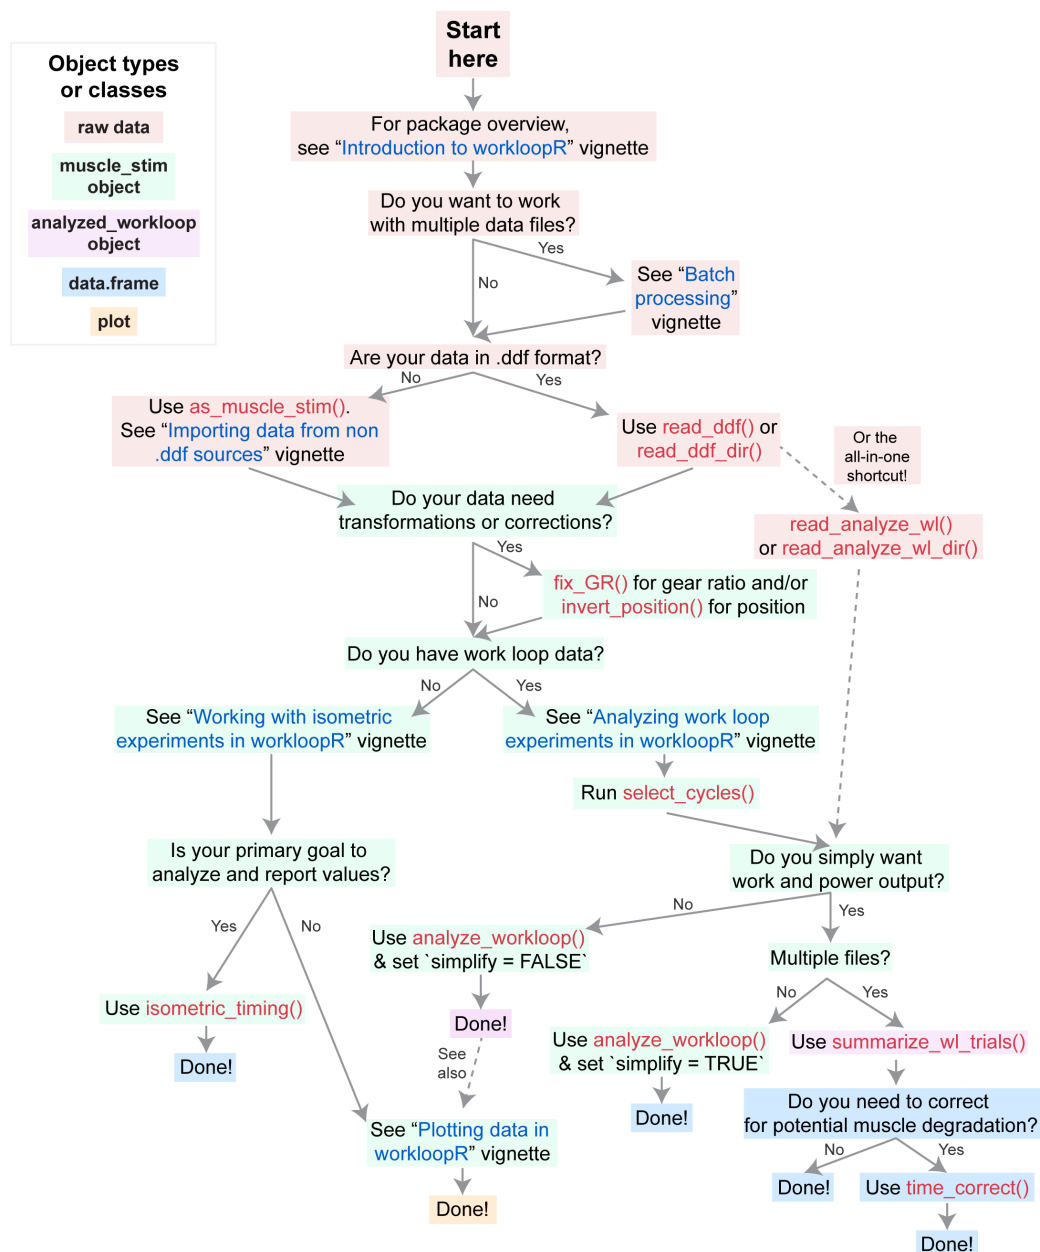 Start
here
Object types
or classes
raw data
muscle_stim
object
analyzed_workloop
object
data.frame
plot
For package overview,
see “Introduction to workloopR” vignette
Do you want to work
with multiple data files?
Yes
No
See “Batch
processing”
vignette
Are your data in .ddf format?
No
Yes
Use as_muscle_stim().
See “Importing data from non
.ddf sources” vignette
Use read_ddf() or
read_ddf_dir()
Or the
all-in-one
shortcut!
Do your data need
transformations or corrections?
read_analyze_wl()
or read_analyze_wl_dir()
Yes
No
fix_GR() for gear ratio and/or
invert_position() for position
Do you have work loop data?
No
Yes
See “Working with isometric
experiments in workloopR” vignette
See “Analyzing work loop
experiments in workloopR” vignette
Run select_cycles()
Is your primary goal to
analyze and report values?
Do you simply want
work and power output?
Yes
No
No
Yes
Use analyze_workloop()
& set `simplify = FALSE`
Multiple files?
No
Yes
Use isometric_timing()
Done!
Done!
See
also
Use analyze_workloop()
& set `simplify = TRUE`
Done!
Use summarize_wl_trials()
Do you need to correct
for potential muscle degradation?
No
Yes
See “Plotting data in
workloopR” vignette
Done!
Done!
Use time_correct()
Done!